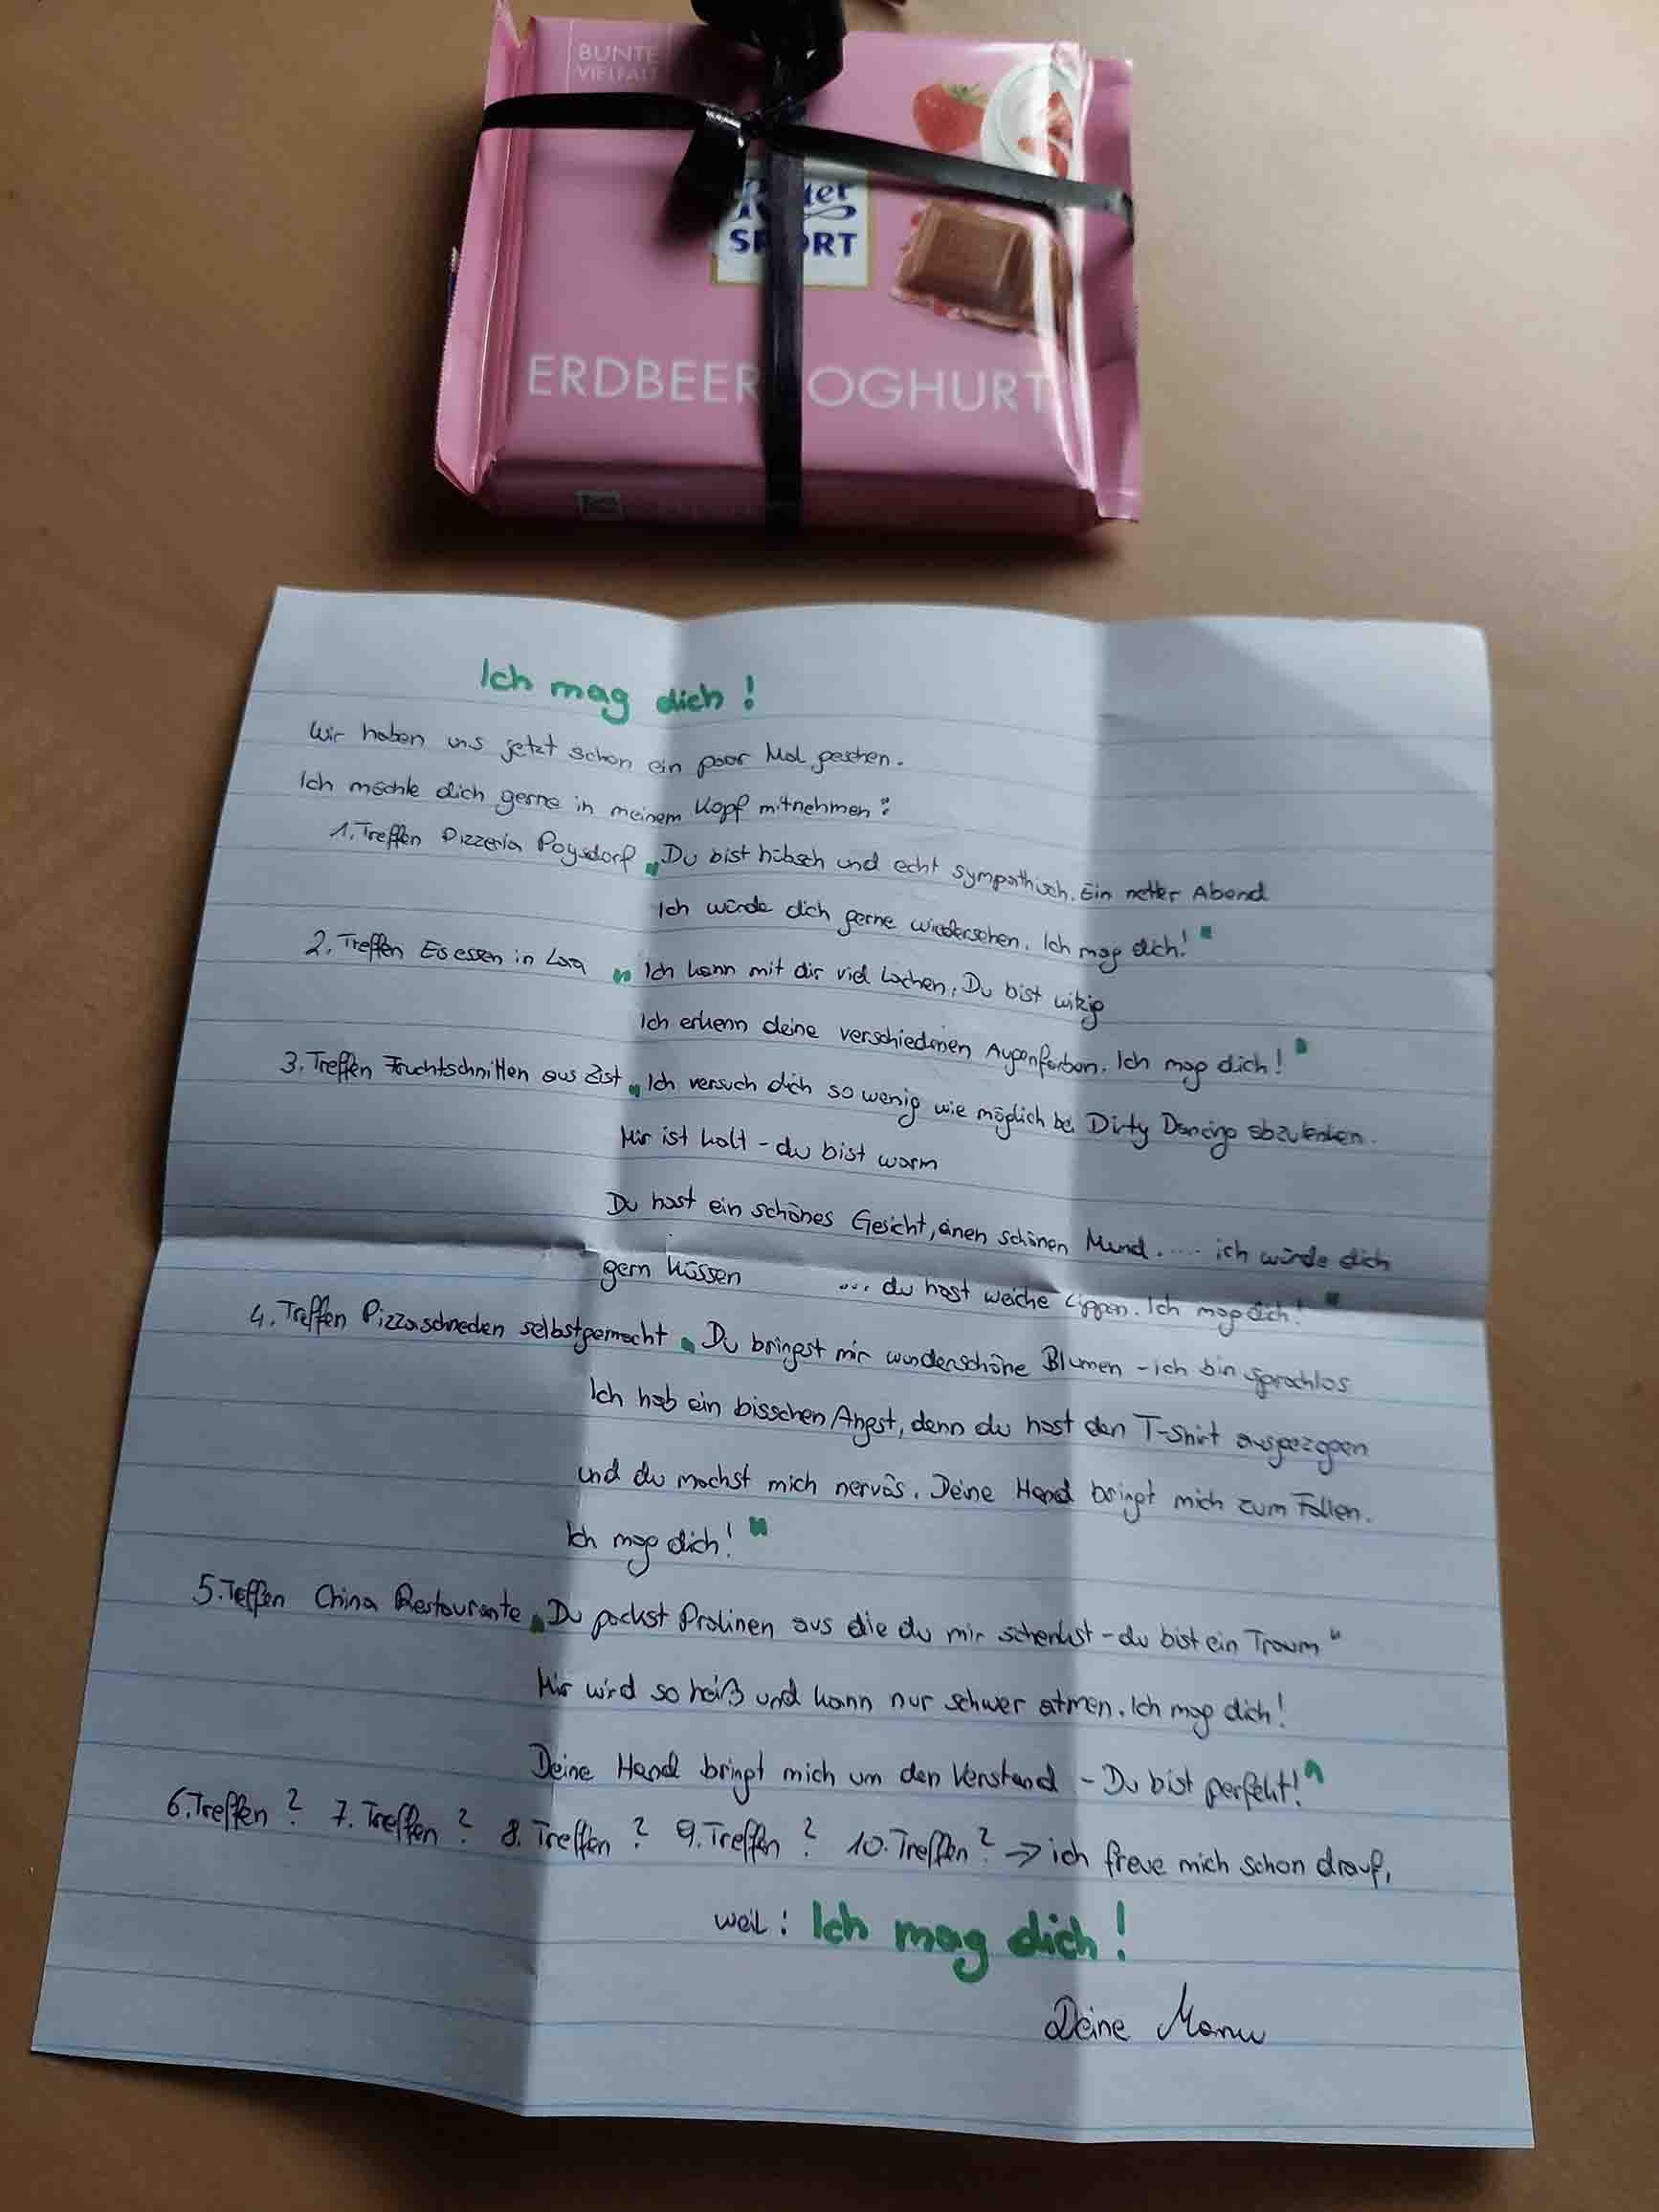 BUNTE
VIELFALT
Ritter
SPORT
ERDBEER JOGHURT
Ich mag dich!
Wir haben uns jetzt schon ein paar Mal gesehen.
Ich möchte dich gerne in meinem Kopf mitnehmen:
1. Treffen Pizzeria Poysdorf „Du bist hübsch und echt sympathisch. Ein netter Abend
Ich würde dich gerne wiedersehen. Ich mag dich!"
2. Treffen Eis essen in Laa „Ich kann mit dir viel lachen, Du bist witzig
Ich erkenn deine verschiedenen Augenfarben. Ich mag dich!"
3. Treffen Fruchtschnitten aus Zist „Ich versuch dich so wenig wie möglich bei Dirty Dancing abzulenken.
Mir ist kalt - du bist warm
Du hast ein schönes Gesicht, einen schönen Mund..... ich würde dich
gern küssen ... du hast weiche Lippen. Ich mag dich!"
4. Treffen Pizzaschneden selbstgemacht „Du bringst mir wunderschöne Blumen - ich bin sprachlos
Ich hab ein bisschen Angst, denn du hast den T-Shirt ausgezogen
und du machst mich nervös. Deine Hand bringt mich zum Fallen.
Ich mag dich!"
5. Teffen China Restourante „Du packst Pralinen aus die du mir schenkst - du bist ein Traum"
Mir wird so heiß und kann nur schwer atmen. Ich mag dich!
Deine Hand bringt mich um den Verstand - Du bist perfekt!"
6. Treffen? 7. Treffen? 8. Treffen? 9. Treffen? 10. Treffen? → ich freue mich schon drauf,
weil: Ich mag dich!
Deine Manu